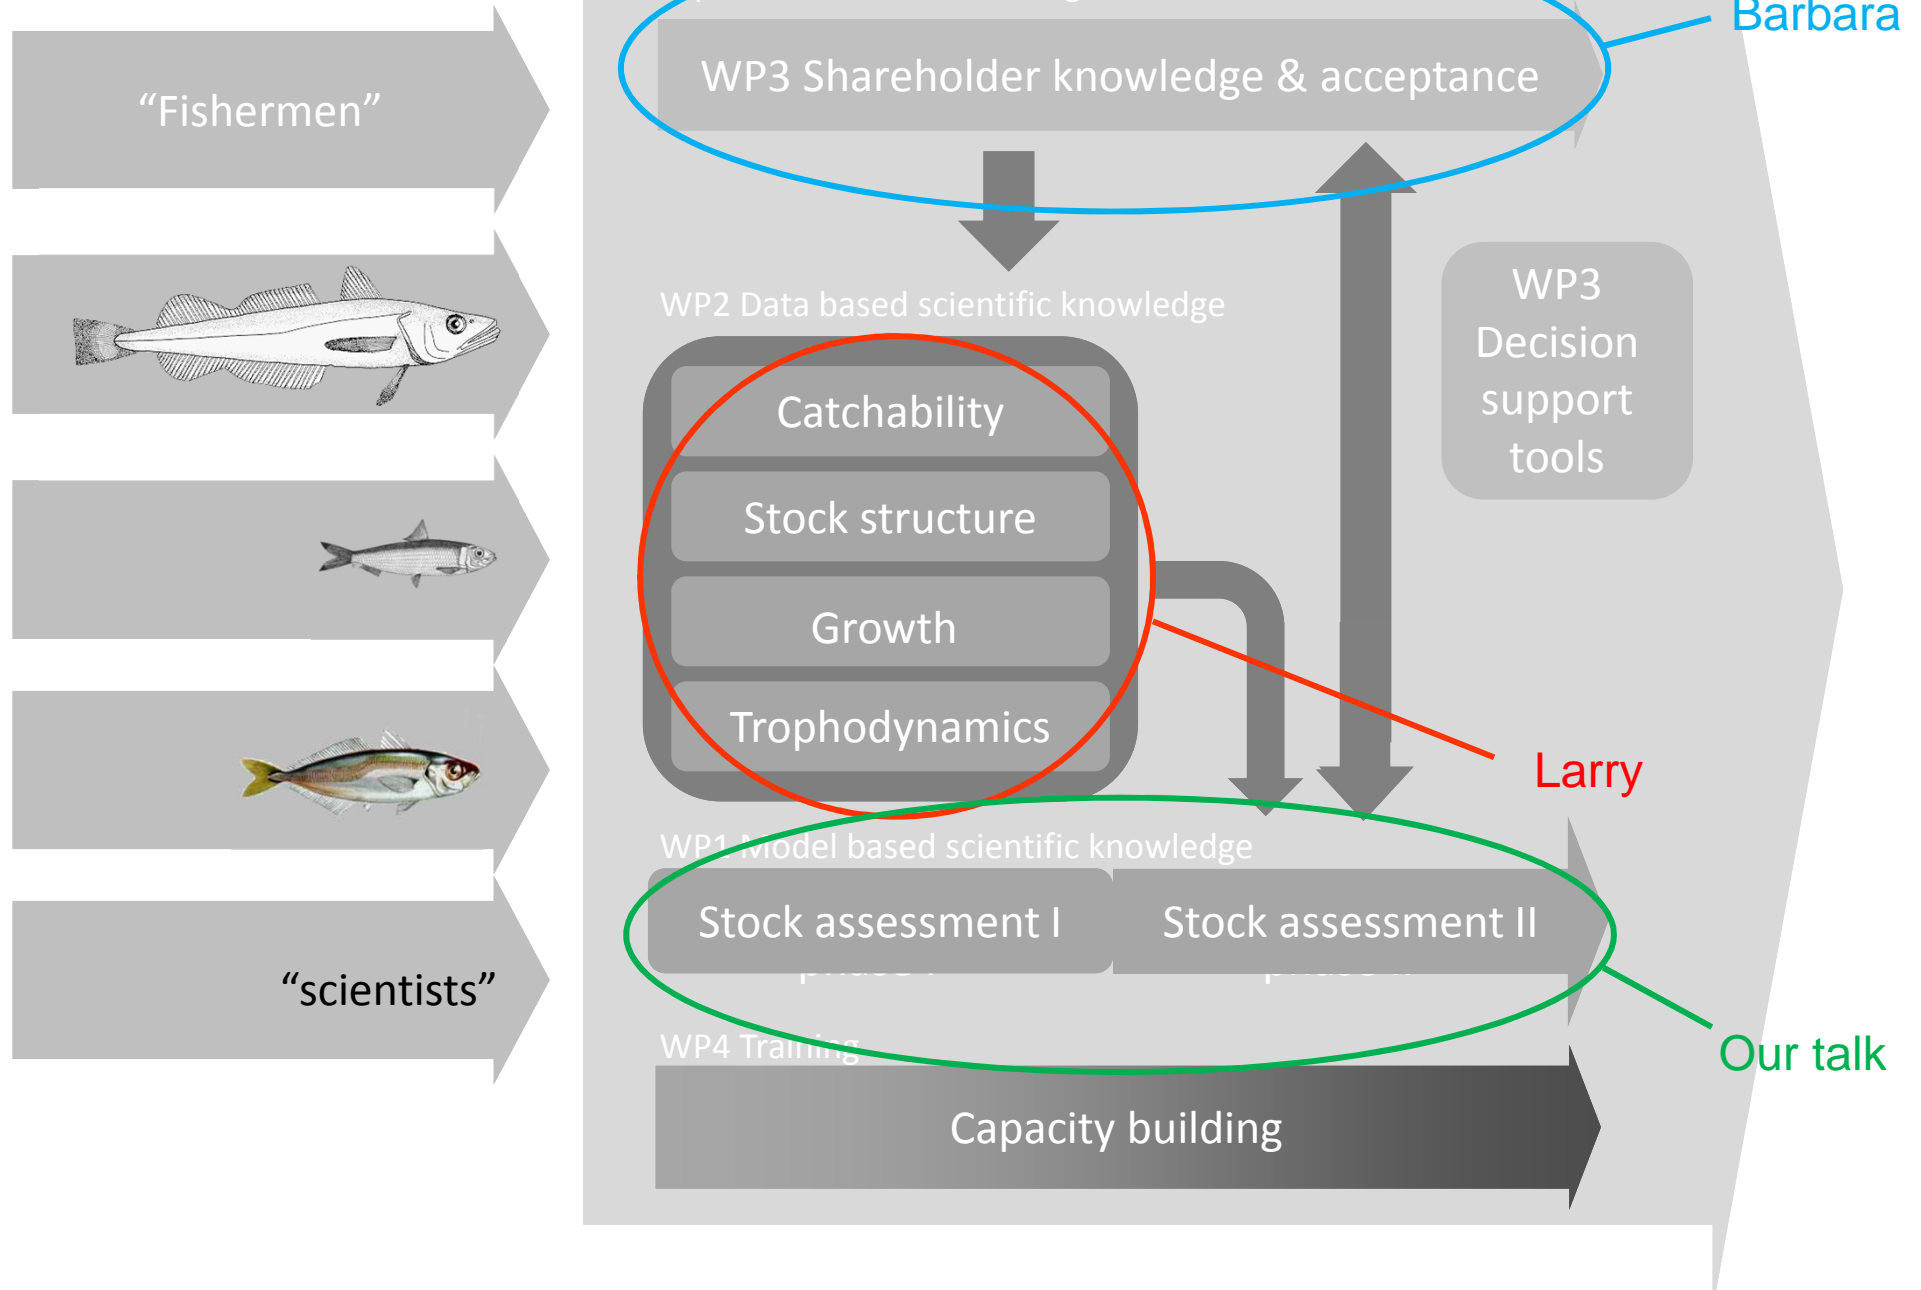 Barbara
WP3 Shareholder knowledge & acceptance
“Fishermen”
WP2 Data based scientific knowledge
WP3
Decision
support
tools
Catchability
Stock structure
Growth
Trophodynamics
Larry
WP1 Model based scientific knowledge
Stock assessment I
Stock assessment II
“scientists”
WP4 Training
Our talk
Capacity building